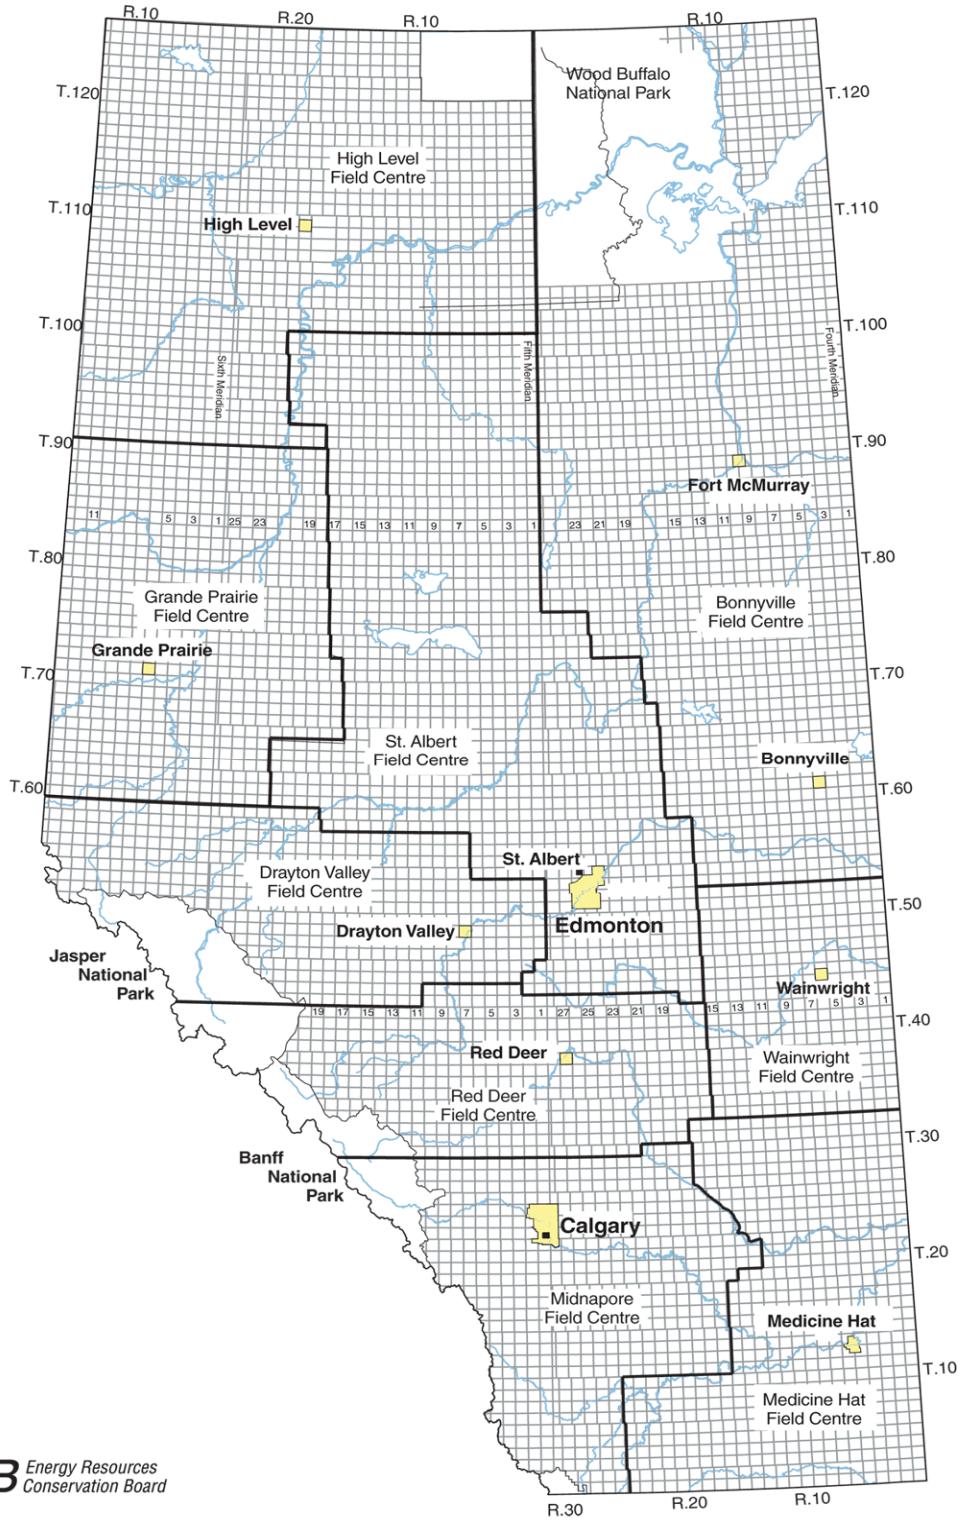 R.10
R.20
R.10
R.10
T.120
Wood Buffalo
National Park
T.120
High Level
Field Centre
T.110
T.110
High Level
T.100
T.100
Sixth Meridian
Fifth Meridian
Fourth Meridian
T.90
T.90
Fort McMurray
11 5 3 1 25 23 19 17 15 13 11 9 7 5 3 1 23 21 19 15 13 11 9 7 5 3 1
T.80
T.80
Grande Prairie
Field Centre
Bonnyville
Field Centre
Grande Prairie
T.70
T.70
St. Albert
Field Centre
Bonnyville
T.60
T.60
St. Albert
Drayton Valley
Field Centre
T.50
Drayton Valley
Edmonton
Jasper
National
Park
Wainwright
19 17 15 13 11 9 7 5 3 1 27 25 23 21 19 15 13 11 9 7 5 3 1
T.40
Red Deer
Wainwright
Field Centre
Red Deer
Field Centre
T.30
Banff
National
Park
Calgary
T.20
Midnapore
Field Centre
Medicine Hat
T.10
Medicine Hat
Field Centre
B Energy Resources
Conservation Board
R.30
R.20
R.10